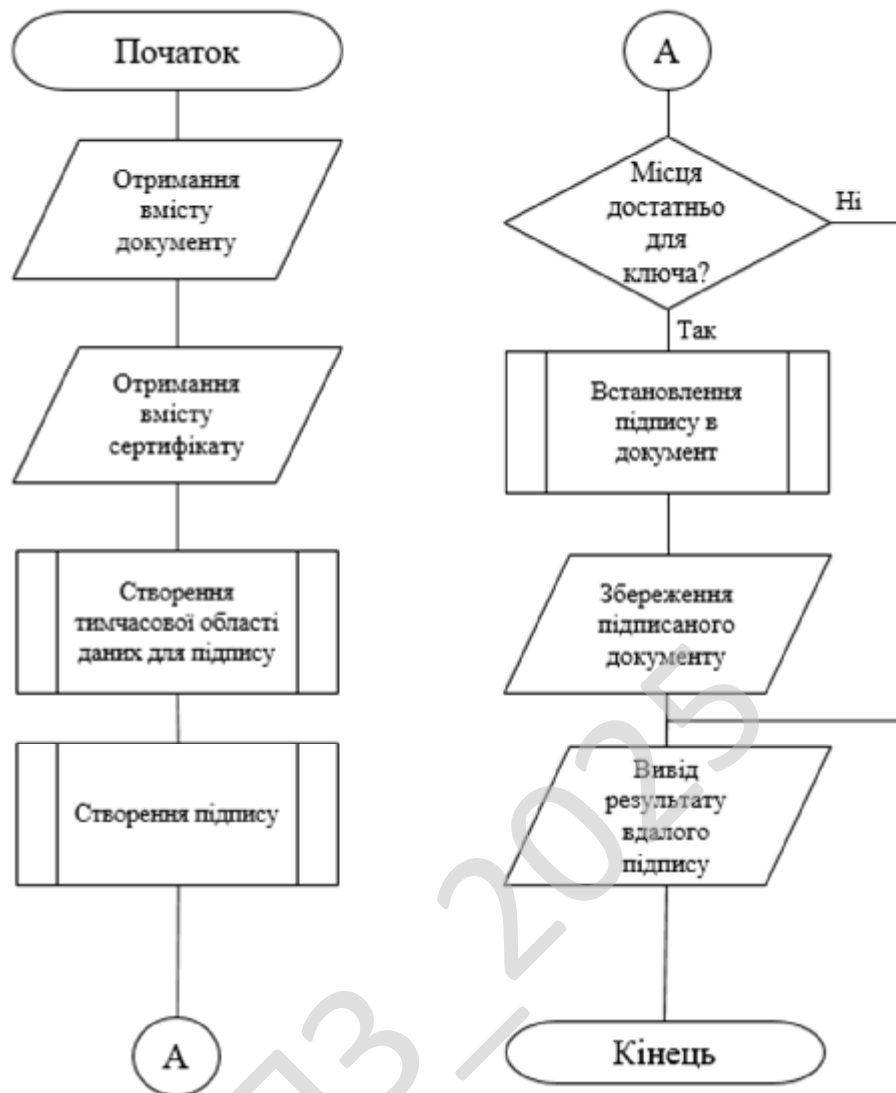 Початок
Отримання
вмісту
документу
Отримання
вмісту
сертифікату
Створення
тимчасової області
даних для підпису
Створення підпису
А
А
Місця
достатньо
для
ключа?
Ні
Так
Встановлення
підпису в
документ
Збереження
підписаного
документу
Вивід
результату
вдалого
підпису
Кінець
ПЗ_2025